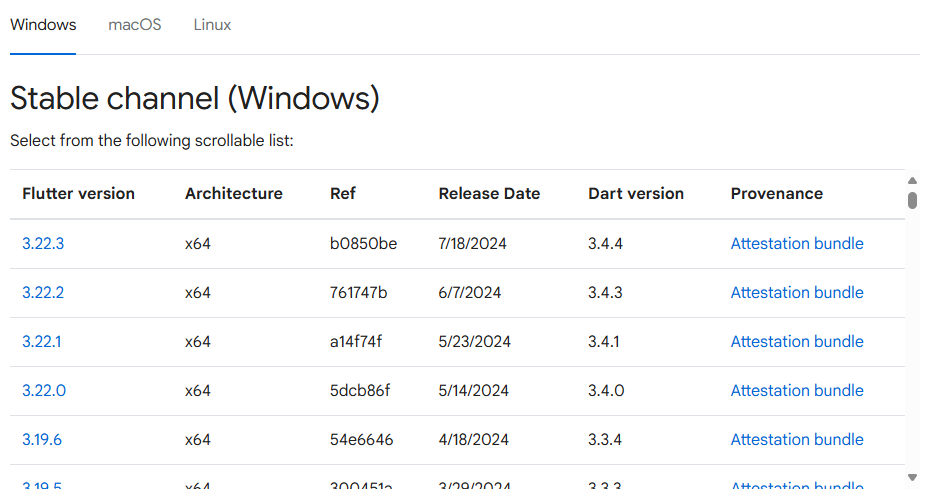 Windows macOS Linux
Stable channel (Windows)
Select from the following scrollable list:
Flutter version Architecture Ref Release Date Dart version Provenance
3.22.3 x64 b0850be 7/18/2024 3.4.4 Attestation bundle
3.22.2 x64 761747b 6/7/2024 3.4.3 Attestation bundle
3.22.1 x64 a14f74f 5/23/2024 3.4.1 Attestation bundle
3.22.0 x64 5dcb86f 5/14/2024 3.4.0 Attestation bundle
3.19.6 x64 54e6646 4/18/2024 3.3.4 Attestation bundle
3.19.5 x64 300451a 3/29/2024 3.3.3 Attestation bundle